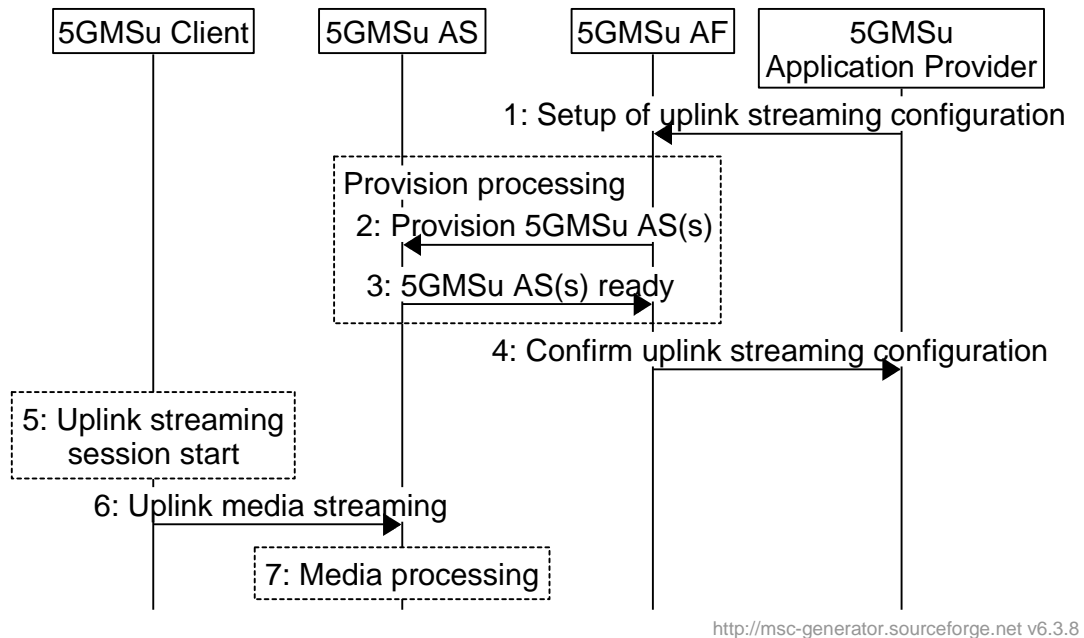 5GMSu Client
5GMSu AS
5GMSu AF
5GMSu
Application Provider
1: Setup of uplink streaming configuration
Provision processing
2: Provision 5GMSu AS(s)
3: 5GMSu AS(s) ready
4: Confirm uplink streaming configuration
5: Uplink streaming
session start
6: Uplink media streaming
7: Media processing
http://msc-generator.sourceforge.net v6.3.8